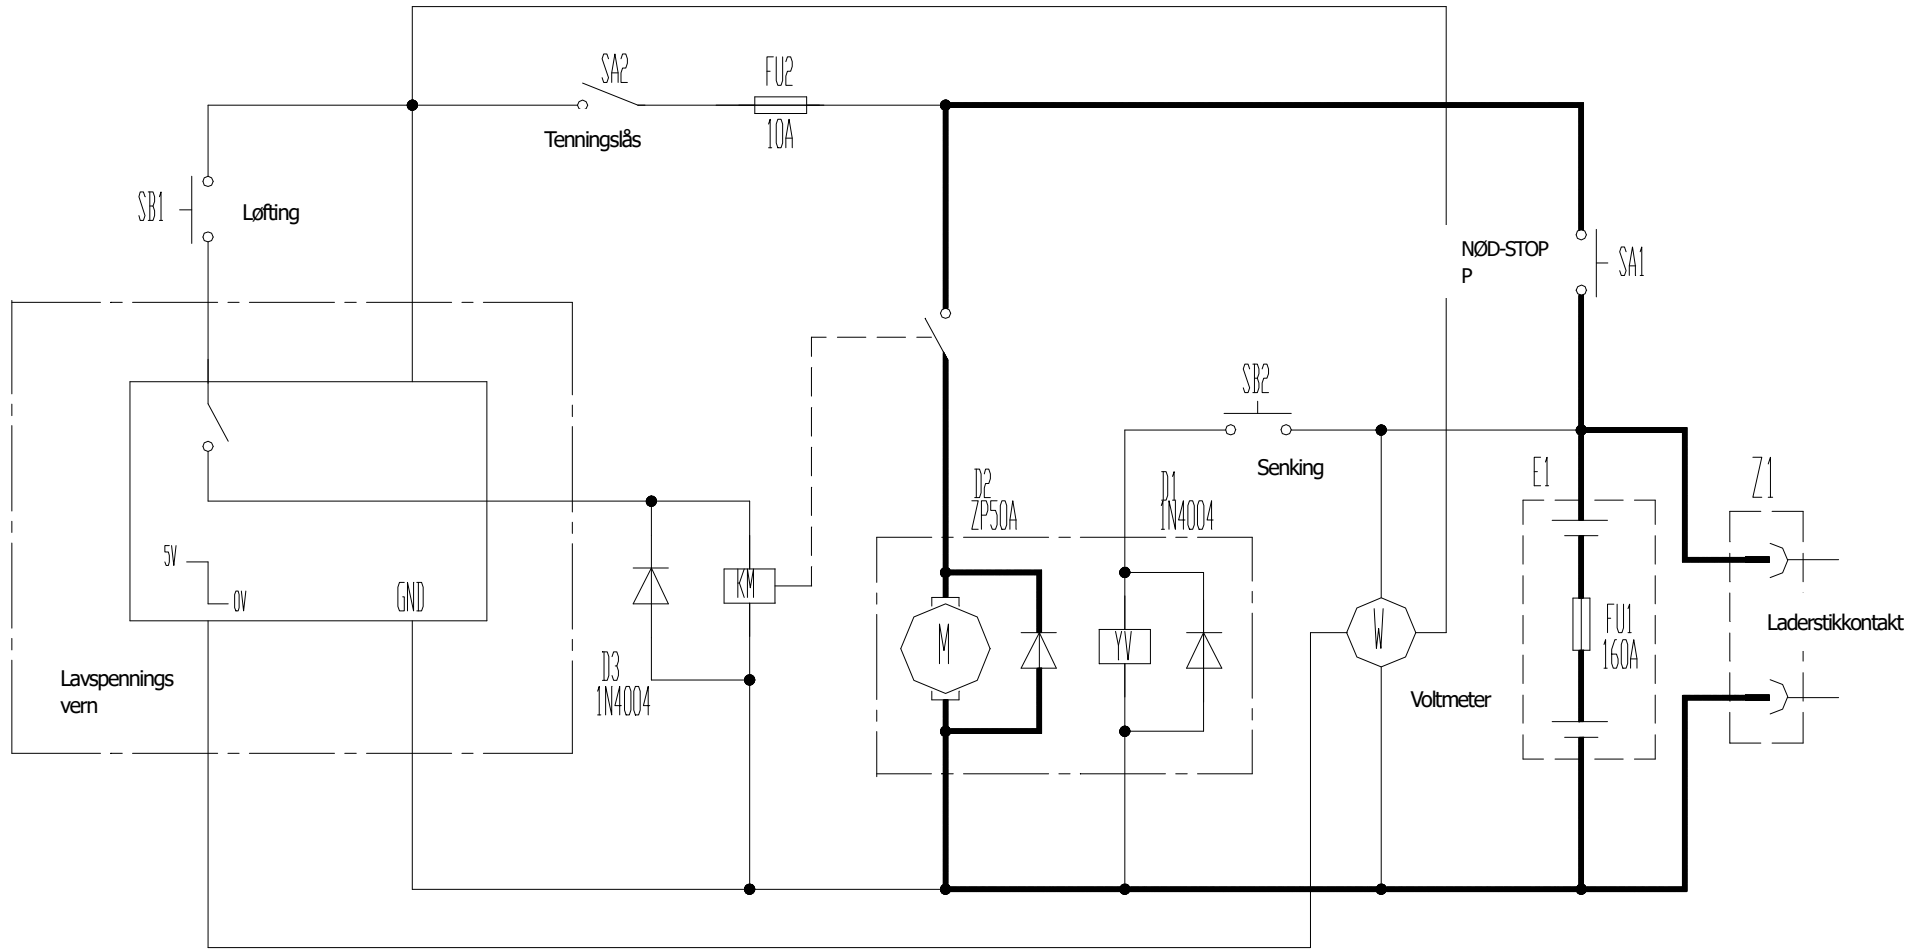 SA2
FU2
10A
Tenningslås
SB1
Løfting
NØD-STOP
P
SA1
SB2
Senking
E1
Z1
D2
ZP50A
D1
1N4004
5V
0V
GND
KM
M
YV
W
FU1
160A
Laderstikkontakt
Lavspennings
vern
D3
1N4004
Voltmeter